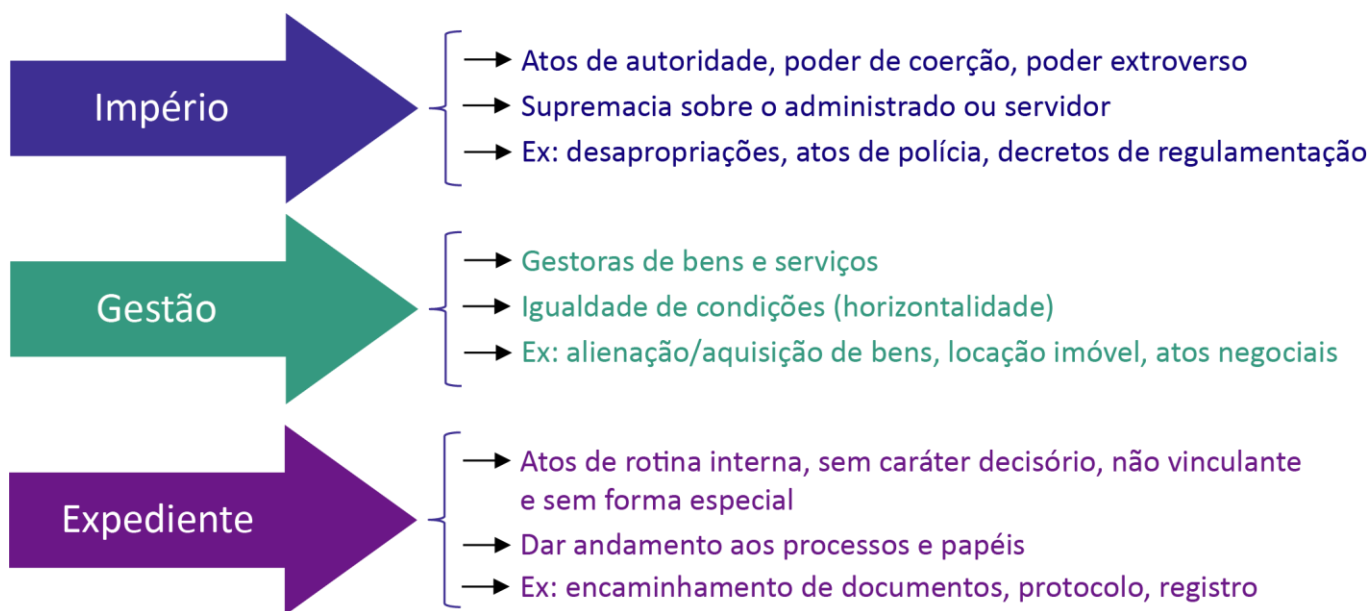 Império
Atos de autoridade, poder de coerção, poder extroverso
Supremacia sobre o administrado ou servidor
Ex: desapropriações, atos de polícia, decretos de regulamentação
Gestão
Gestoras de bens e serviços
Igualdade de condições (horizontalidade)
Ex: alienação/aquisição de bens, locação imóvel, atos negociais
Expediente
Atos de rotina interna, sem caráter decisório, não vinculante
e sem forma especial
Dar andamento aos processos e papéis
Ex: encaminhamento de documentos, protocolo, registro